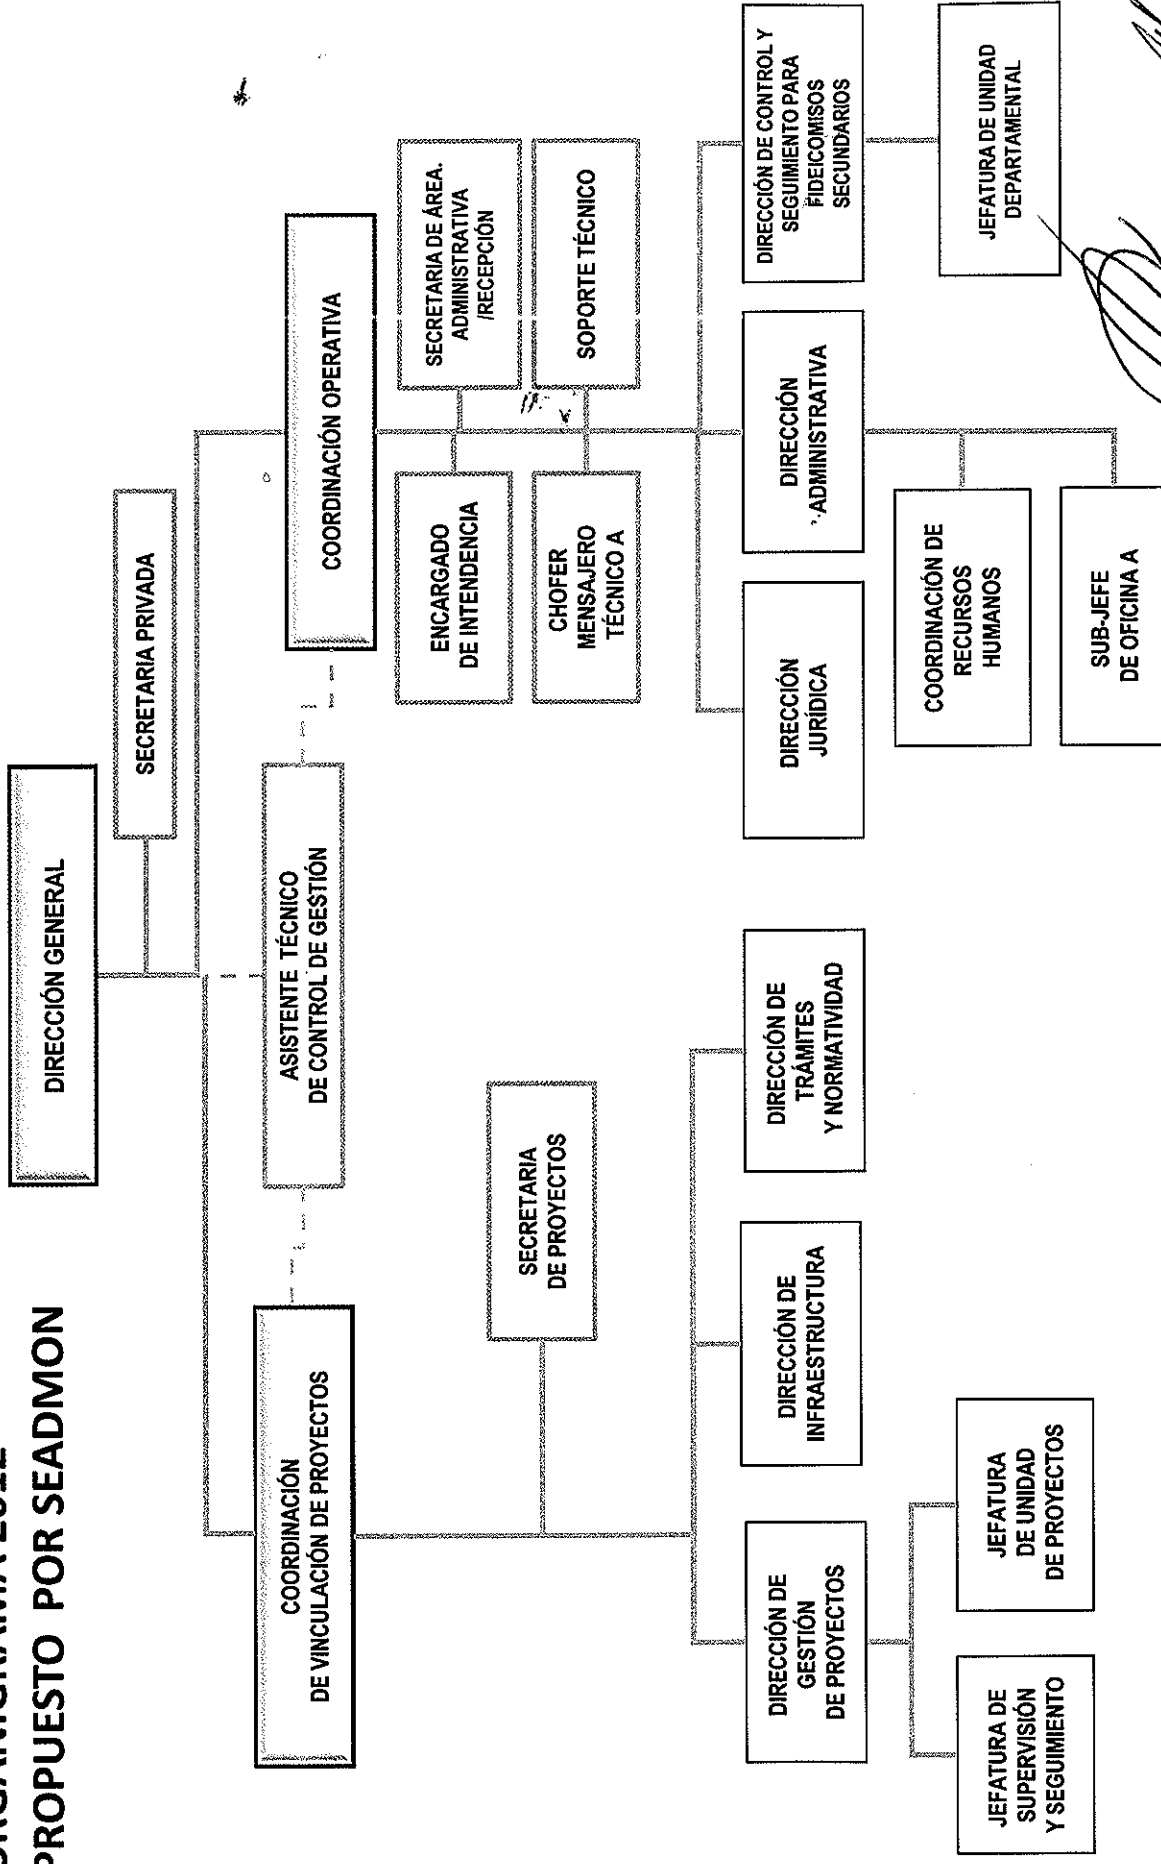 PROPUESTO POR SEADMON
DIRECCIÓN GENERAL
SECRETARIA PRIVADA
COORDINACIÓN
DE VINCULACIÓN DE PROYECTOS
ASISTENTE TÉCNICO
DE CONTROL DE GESTIÓN
COORDINACIÓN OPERATIVA
ENCARGADO
DE INTENDENCIA
SECRETARIA DE ÁREA.
ADMINISTRATIVA
/RECEPCIÓN
SECRETARIA
DE PROYECTOS
CHOFER
MENSAJERO
TÉCNICO A
SOPORTE TÉCNICO
DIRECCIÓN DE
GESTIÓN
DE PROYECTOS
DIRECCIÓN DE
INFRAESTRUCTURA
DIRECCIÓN DE
TRÁMITES
Y NORMATIVIDAD
DIRECCIÓN
JURÍDICA
DIRECCIÓN
ADMINISTRATIVA
DIRECCIÓN DE CONTROL Y
SEGUIMIENTO PARA
FIDEICOMISOS
SECUNDARIOS
JEFATURA DE
SUPERVISIÓN
Y SEGUIMIENTO
JEFATURA
DE UNIDAD
DE PROYECTOS
COORDINACIÓN DE
RECURSOS
HUMANOS
JEFATURA DE UNIDAD
DEPARTAMENTAL
SUB-JEFE
DE OFICINA A